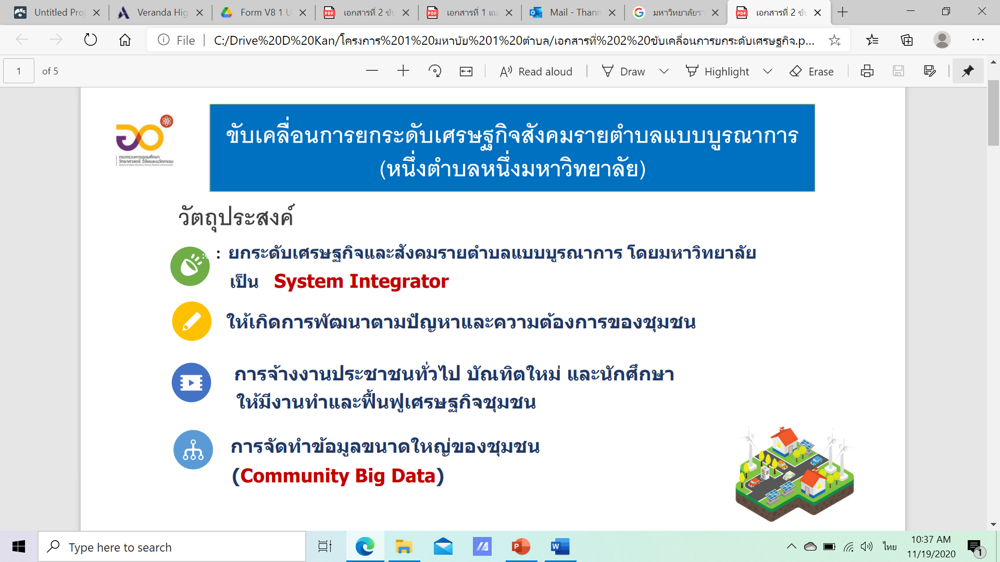 Untitled Proj
Veranda Hig
Form V8 1 U
เอกสารที่ 2 ขับ
เอกสารที่ 1 แน
Mail - Thann
มหาวิทยาลัยรา
เอกสารที่ 2 ขับ
File
C:/Drive%20D%20Kan/โครงการ%201%20มหาบัย%201%20ตำบล/เอกสารที่%202%20ขับเคลื่อนการยกระดับเศรษฐกิจ.p...
1 of 5
Read aloud
Draw
Highlight
Erase
กระทรวงการอุดมศึกษา
วิทยาศาสตร์ วิจัยและนวัตกรรม
ขับเคลื่อนการยกระดับเศรษฐกิจสังคมรายตำบลแบบบูรณาการ
(หนึ่งตำบลหนึ่งมหาวิทยาลัย)
วัตถุประสงค์
: ยกระดับเศรษฐกิจและสังคมรายตำบลแบบบูรณาการ โดยมหาวิทยาลัย
เป็น System Integrator
ให้เกิดการพัฒนาตามปัญหาและความต้องการของชุมชน
การจ้างงานประชาชนทั่วไป บัณฑิตใหม่ และนักศึกษา
ให้มีงานทำและฟื้นฟูเศรษฐกิจชุมชน
การจัดทำข้อมูลขนาดใหญ่ของชุมชน
(Community Big Data)
Type here to search
ไทย
10:37 AM
11/19/2020
1